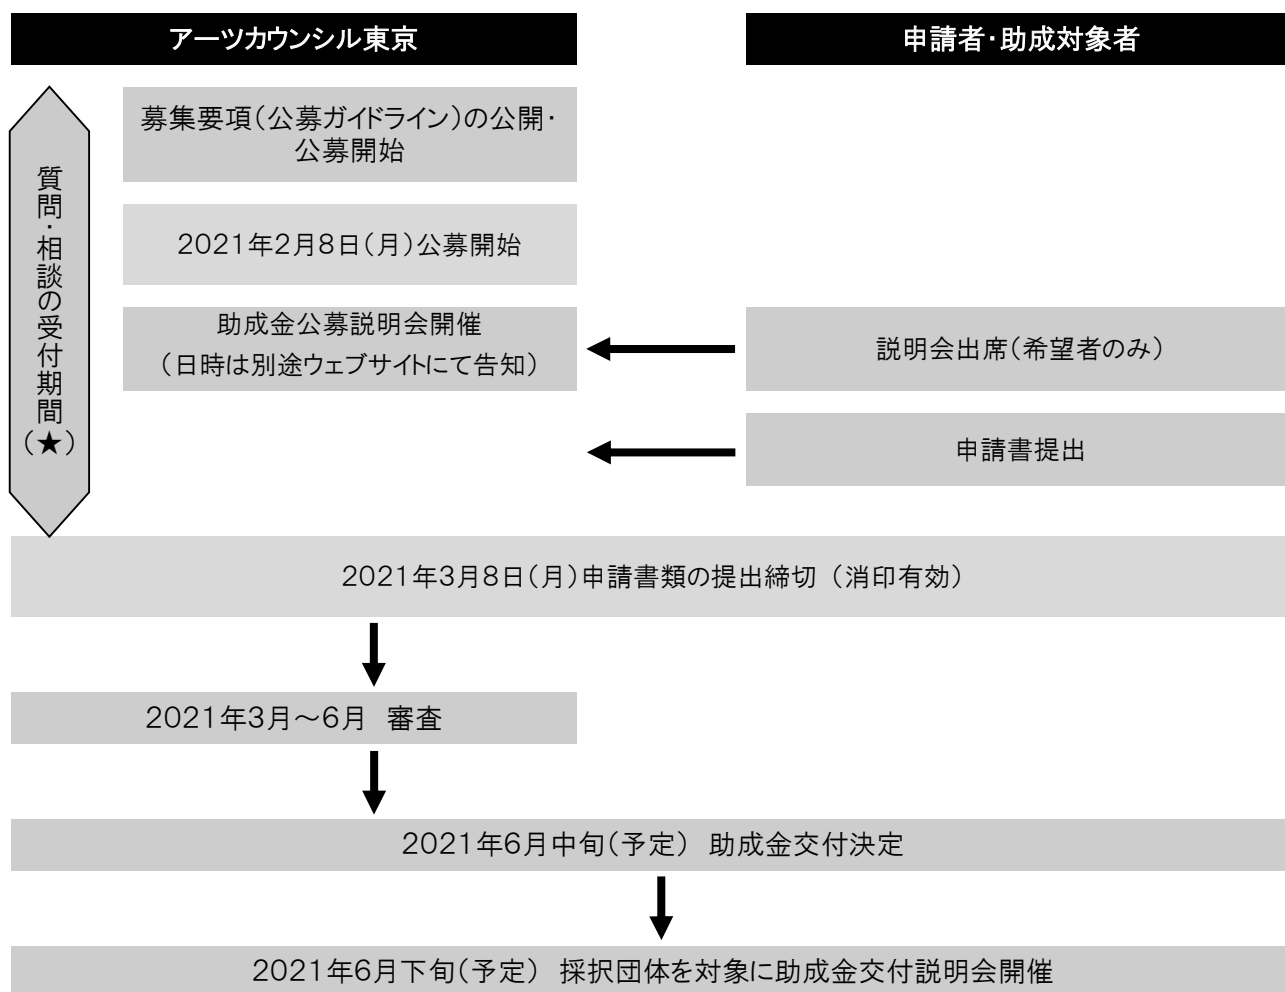 アーツカウンシル東京
申請者・助成対象者
質問・相談の受付期間(★)
募集要項(公募ガイドライン)の公開・
公募開始
2021年2月8日(月)公募開始
助成金公募説明会開催
(日時は別途ウェブサイトにて告知)
説明会出席(希望者のみ)
申請書提出
2021年3月8日(月)申請書類の提出締切 (消印有効)
2021年3月～6月 審査
2021年6月中旬(予定) 助成金交付決定
2021年6月下旬(予定) 採択団体を対象に助成金交付説明会開催